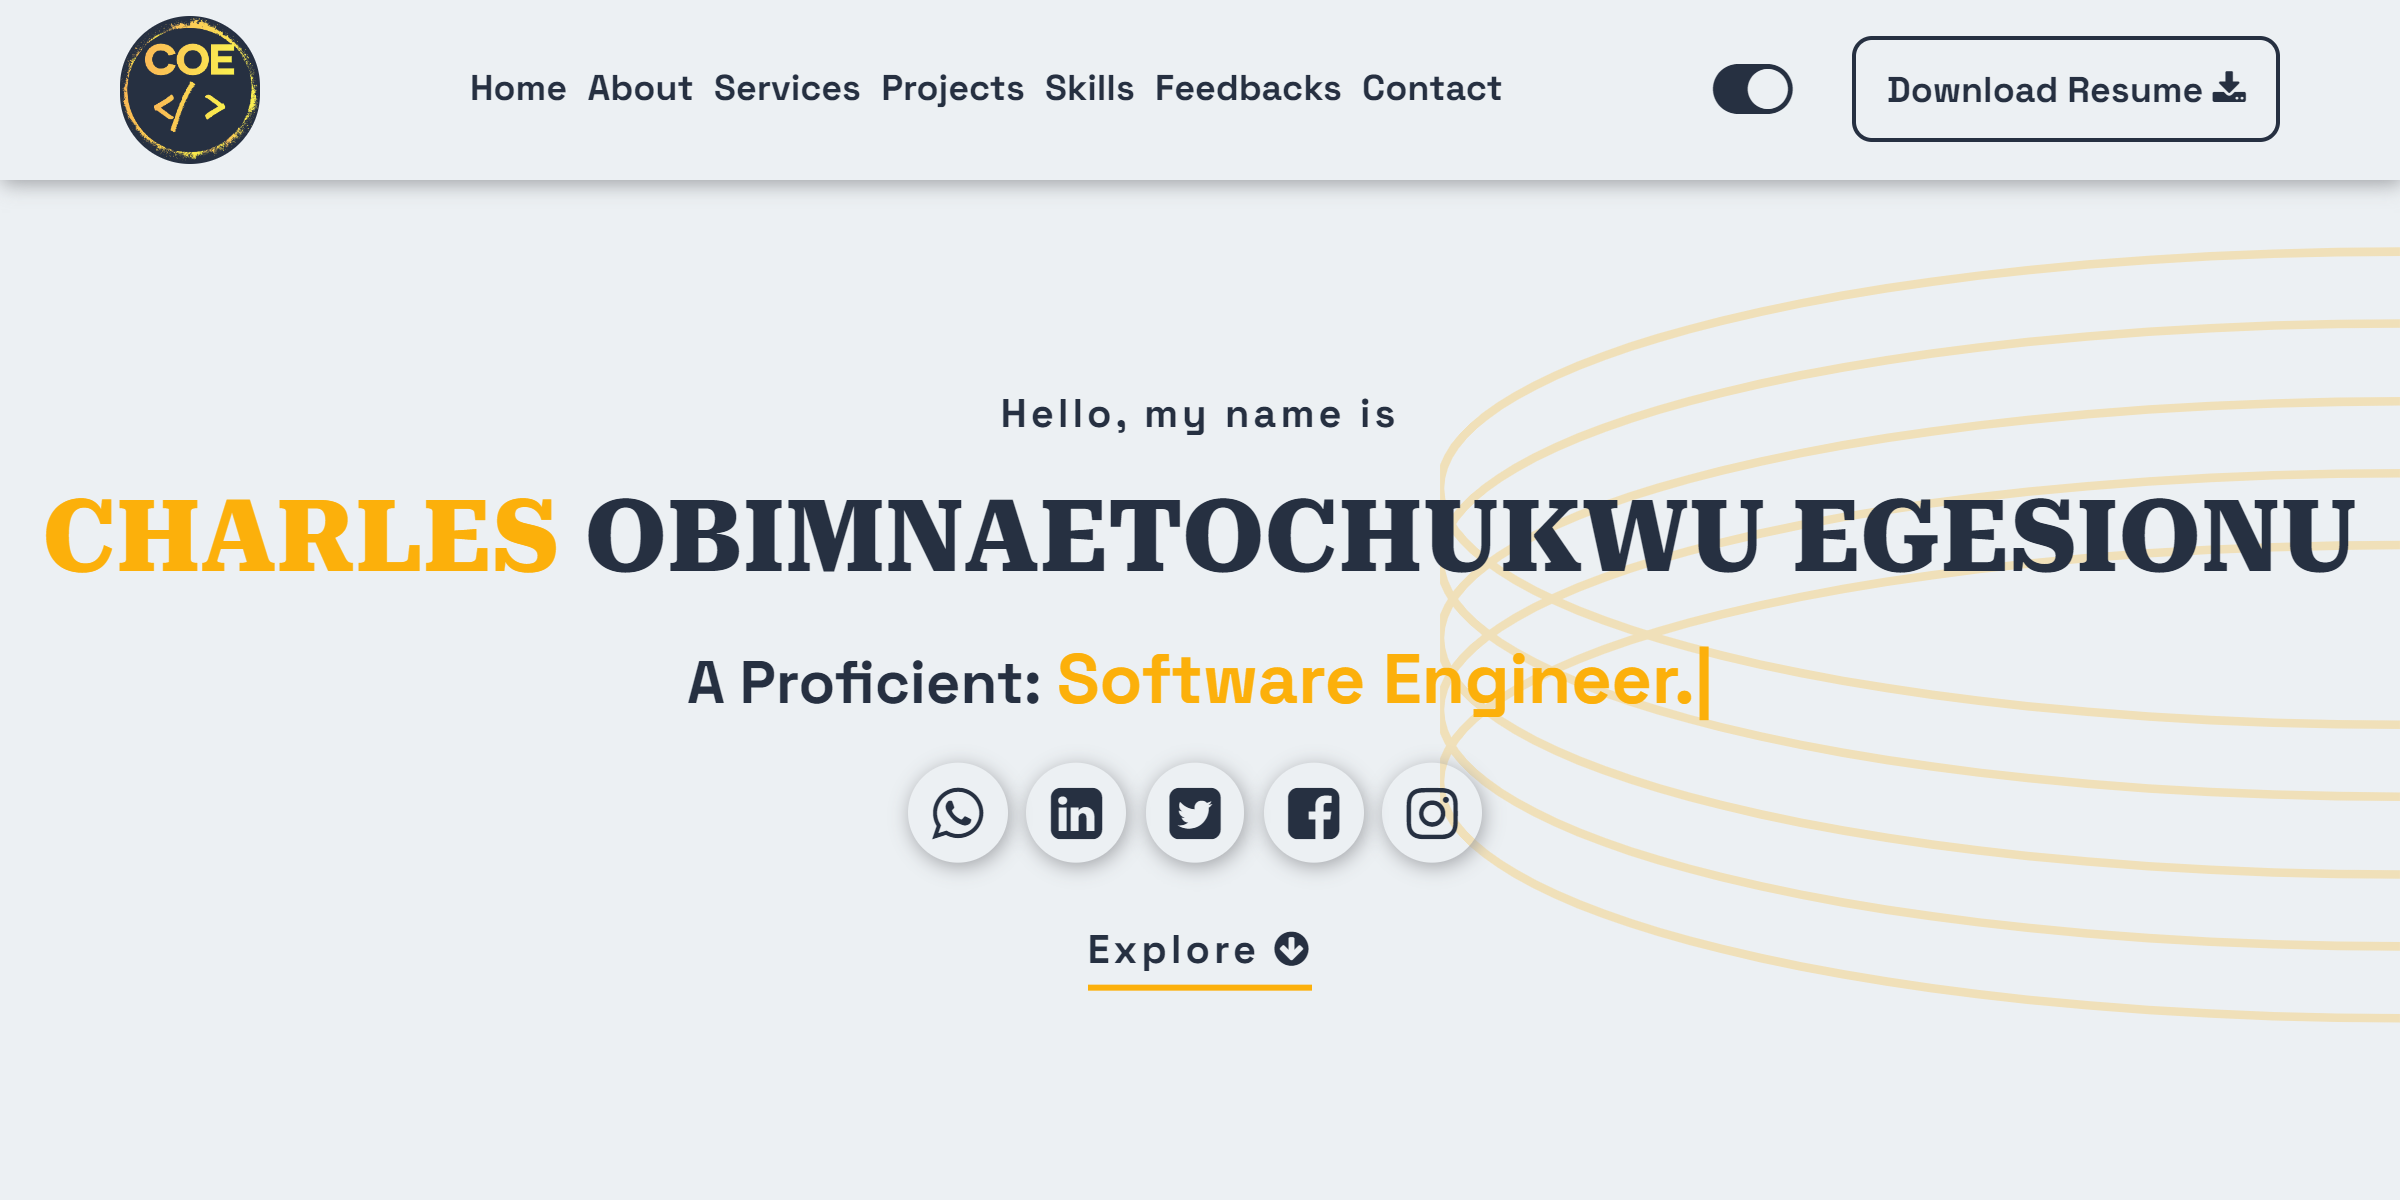 COE
</>
Home About Services Projects Skills Feedbacks Contact
Download Resume
Hello, my name is
CHARLES OBIMNAETOCHUKWU EGESIONU
A Proficient: Software Engineer.|
Explore